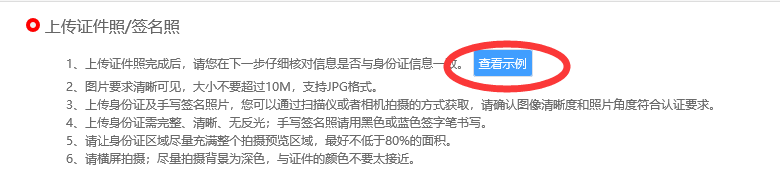 上传证件照/签名照
1、上传证件照完成后，请您在下一步仔细核对信息是否与身份证信息一致。 查看示例
2、图片要求清晰可见，大小不要超过10M，支持JPG格式。
3、上传身份证及手写签名照片，您可以通过扫描仪或者相机拍摄的方式获取，请确认图像清晰度和照片角度符合认证要求。
4、上传身份证需完整、清晰、无反光；手写签名照请用黑色或蓝色签字笔书写。
5、请让身份证区域尽量充满整个拍摄预览区域，最好不低于80%的面积。
6、请横屏拍摄；尽量拍摄背景为深色，与证件的颜色不要太接近。